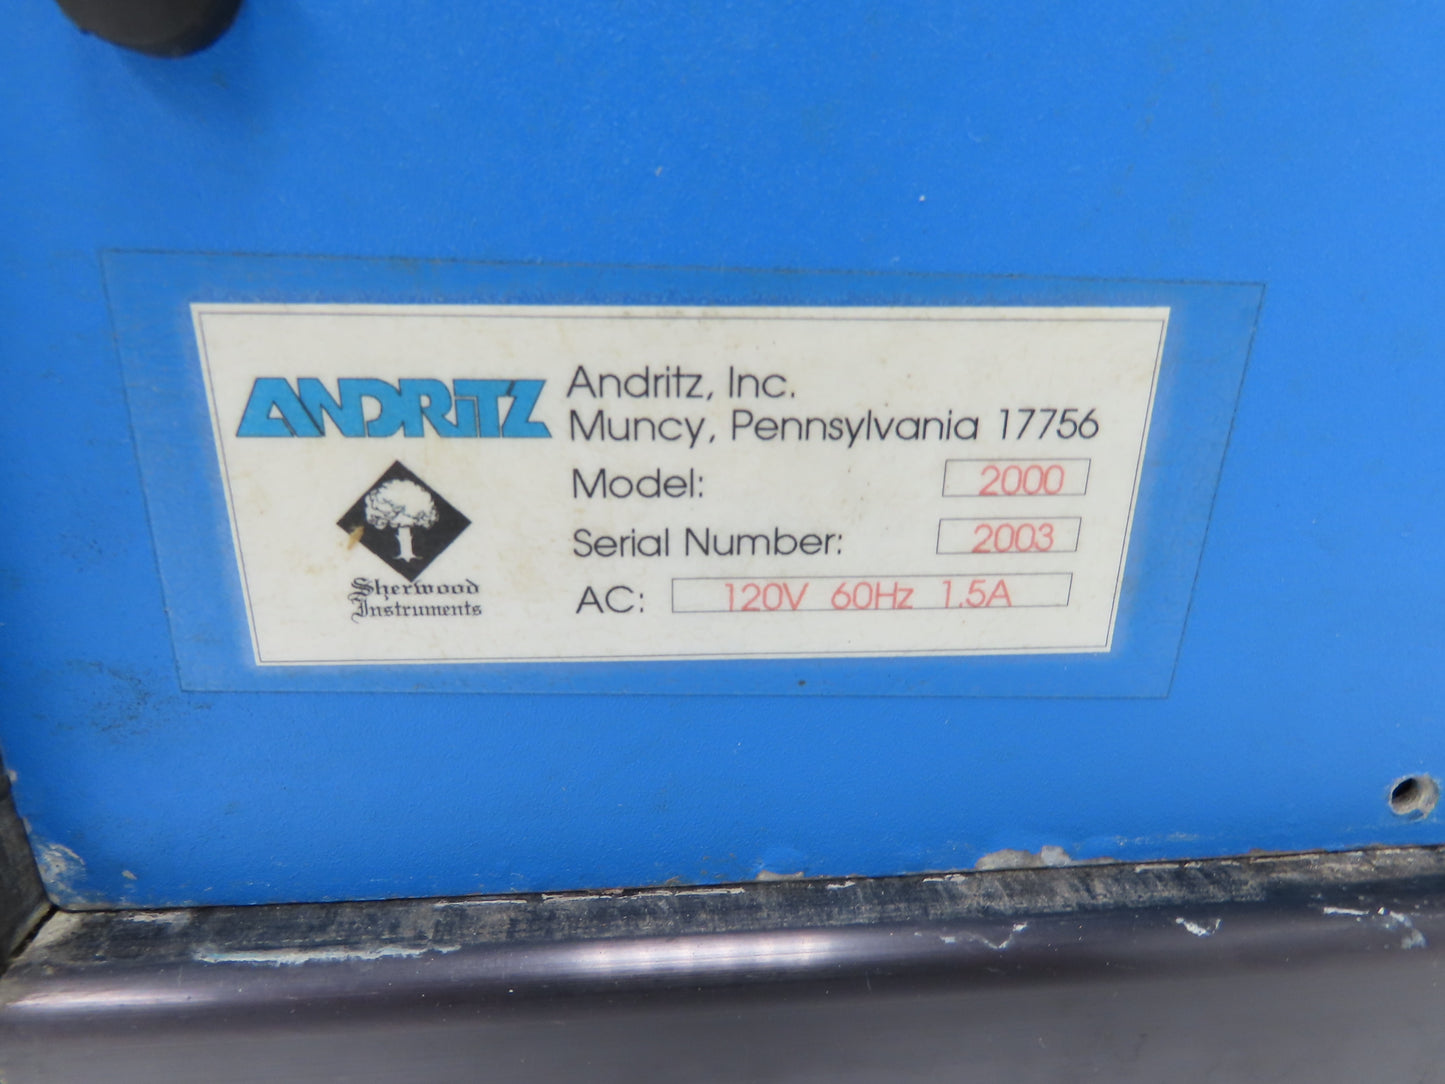 ANDRITZ
Andritz, Inc.
Muncy, Pennsylvania 17756
Model: 2000
Serial Number: 2003
AC: 120V 60Hz 1.5A
Sherwood
Instruments